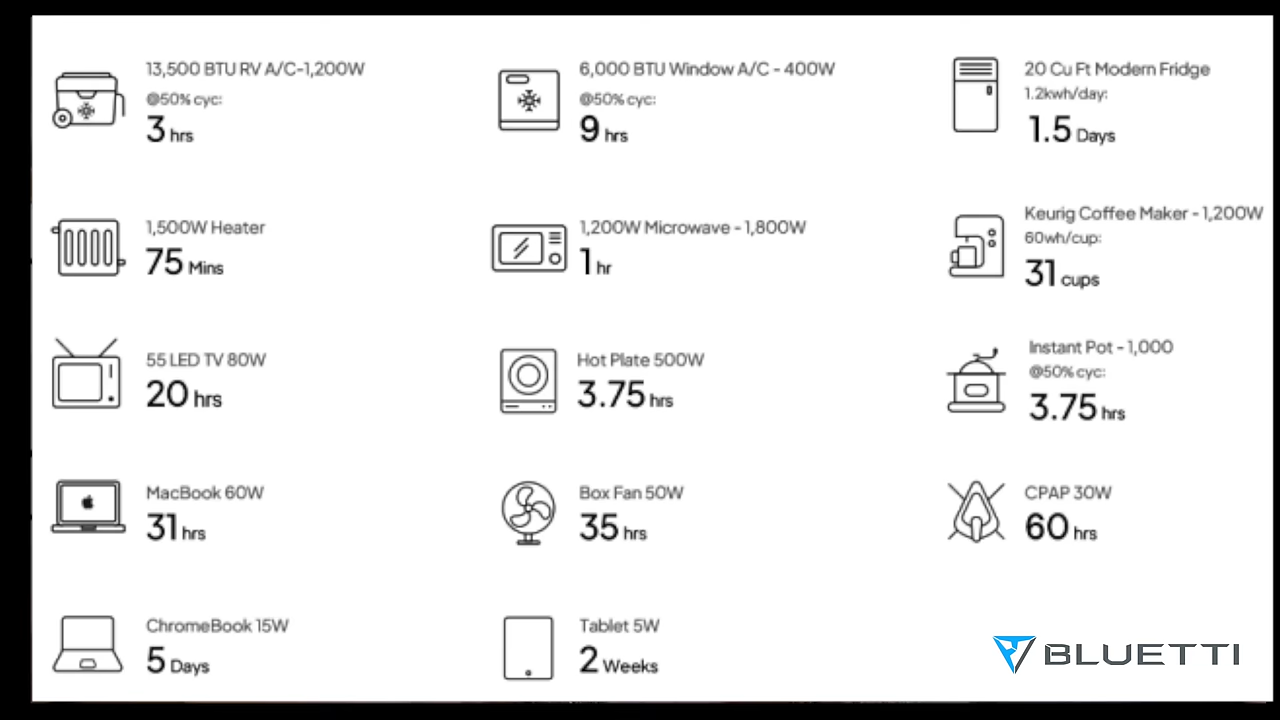 13,500 BTU RV A/C-1,200W
@50% cyc:
3 hrs
6,000 BTU Window A/C - 400W
@50% cyc:
9 hrs
20 Cu Ft Modern Fridge
1.2kwh/day:
1.5 Days
1,500W Heater
75 Mins
1,200W Microwave - 1,800W
1 hr
Keurig Coffee Maker - 1,200W
60wh/cup:
31 cups
55 LED TV 80W
20 hrs
Hot Plate 500W
3.75 hrs
Instant Pot - 1,000
@50% cyc:
3.75 hrs
MacBook 60W
31 hrs
Box Fan 50W
35 hrs
CPAP 30W
60 hrs
ChromeBook 15W
5 Days
Tablet 5W
2 Weeks
BLUETTI